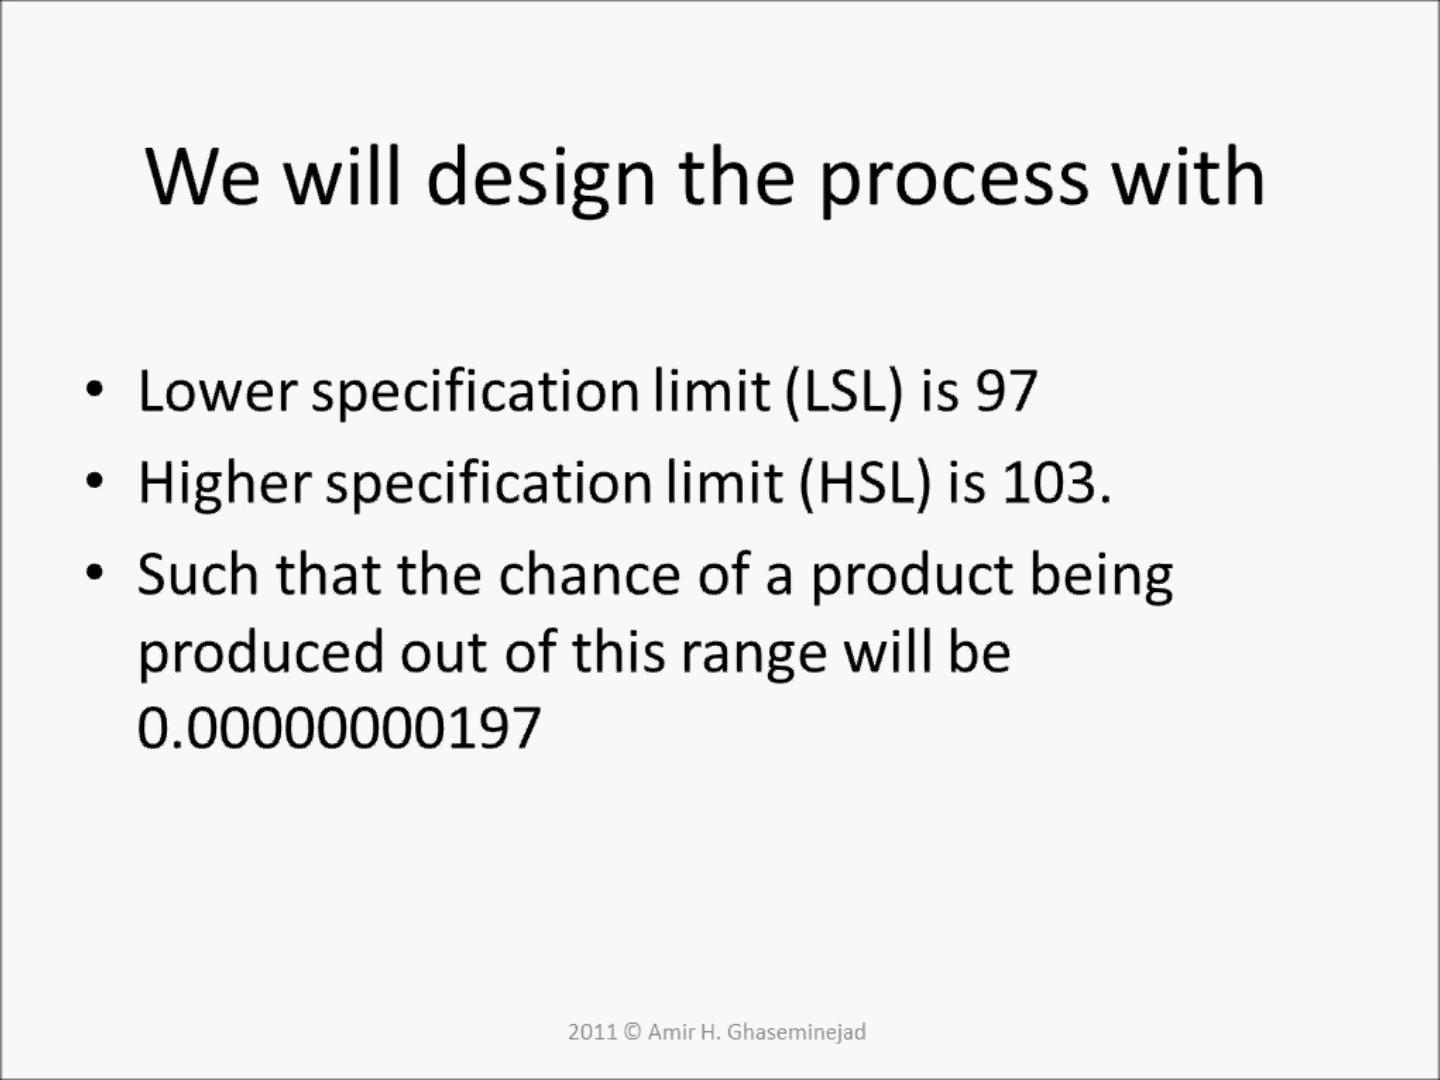 We will design the process with
• Lower specification limit (LSL) is 97
• Higher specification limit (HSL) is 103.
• Such that the chance of a product being
produced out of this range will be
0.00000000197
2011 © Amir H. Ghaseminejad